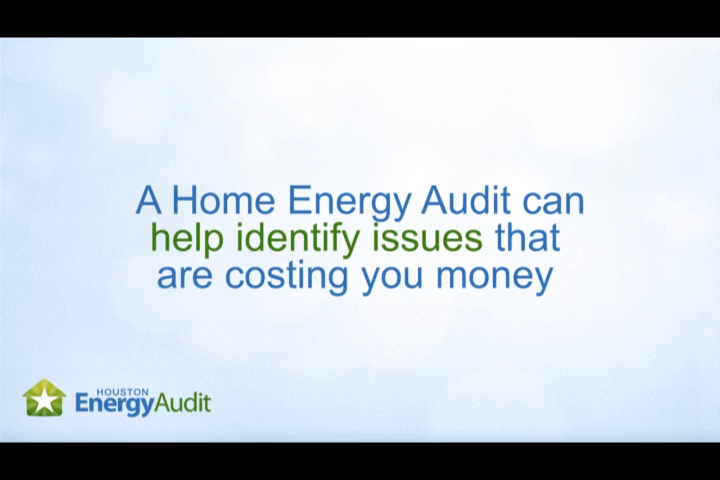 A Home Energy Audit can
help identify issues that
are costing you money
HOUSTON
EnergyAudit